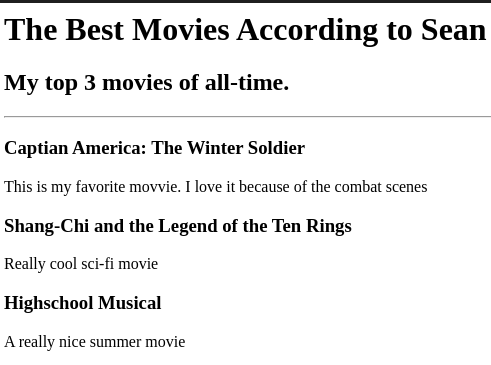 The Best Movies According to Sean
My top 3 movies of all-time.
Captian America: The Winter Soldier
This is my favorite movvie. I love it because of the combat scenes
Shang-Chi and the Legend of the Ten Rings
Really cool sci-fi movie
Highschool Musical
A really nice summer movie